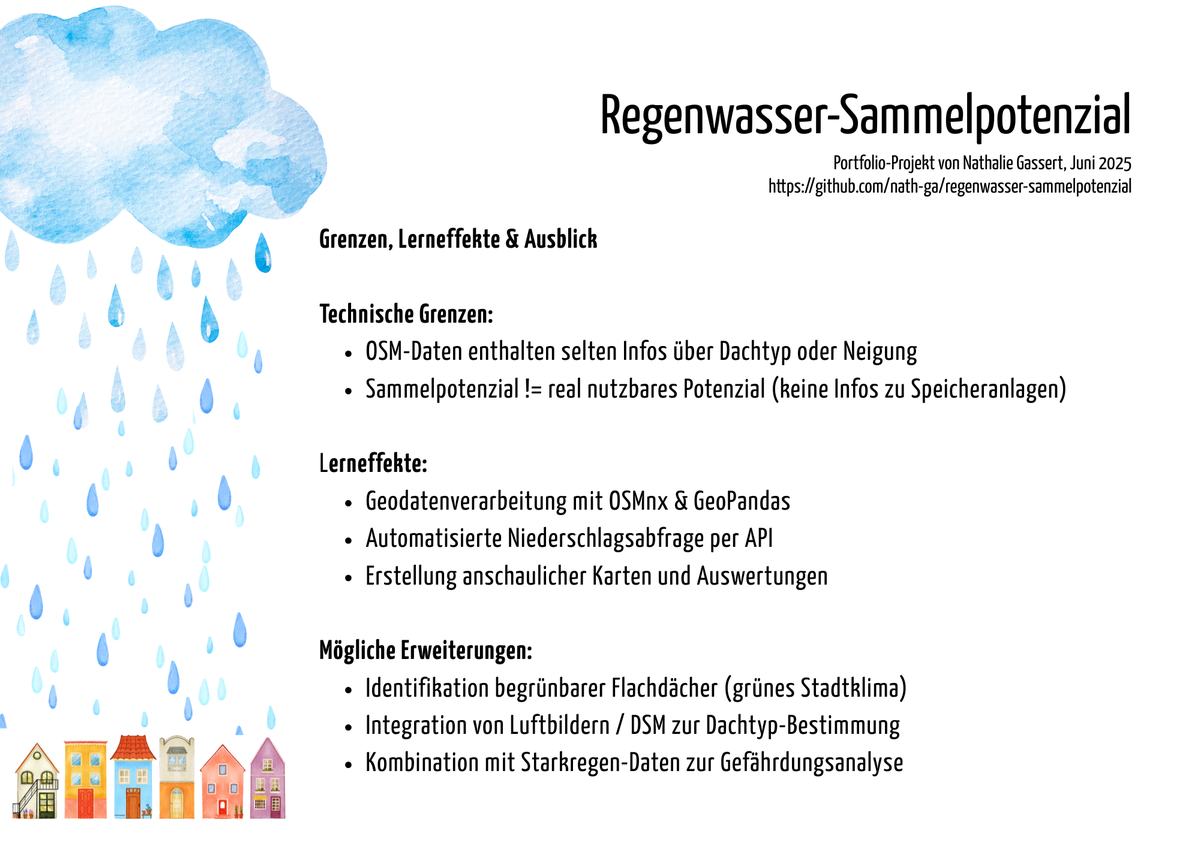 Regenwasser-Sammelpotenzial
Portfolio-Projekt von Nathalie Gassert, Juni 2025
https://github.com/nath-ga/regenwasser-sammelpotenzial
Grenzen, Lerneffekte & Ausblick
Technische Grenzen:
• OSM-Daten enthalten selten Infos über Dachtyp oder Neigung
• Sammelpotenzial != real nutzbares Potenzial (keine Infos zu Speicheranlagen)
Lerneffekte:
• Geodatenverarbeitung mit OSMnx & GeoPandas
• Automatisierte Niederschlagsabfrage per API
• Erstellung anschaulicher Karten und Auswertungen
Mögliche Erweiterungen:
• Identifikation begrünbarer Flachdächer (grünes Stadtklima)
• Integration von Luftbildern / DSM zur Dachtyp-Bestimmung
• Kombination mit Starkregen-Daten zur Gefährdungsanalyse